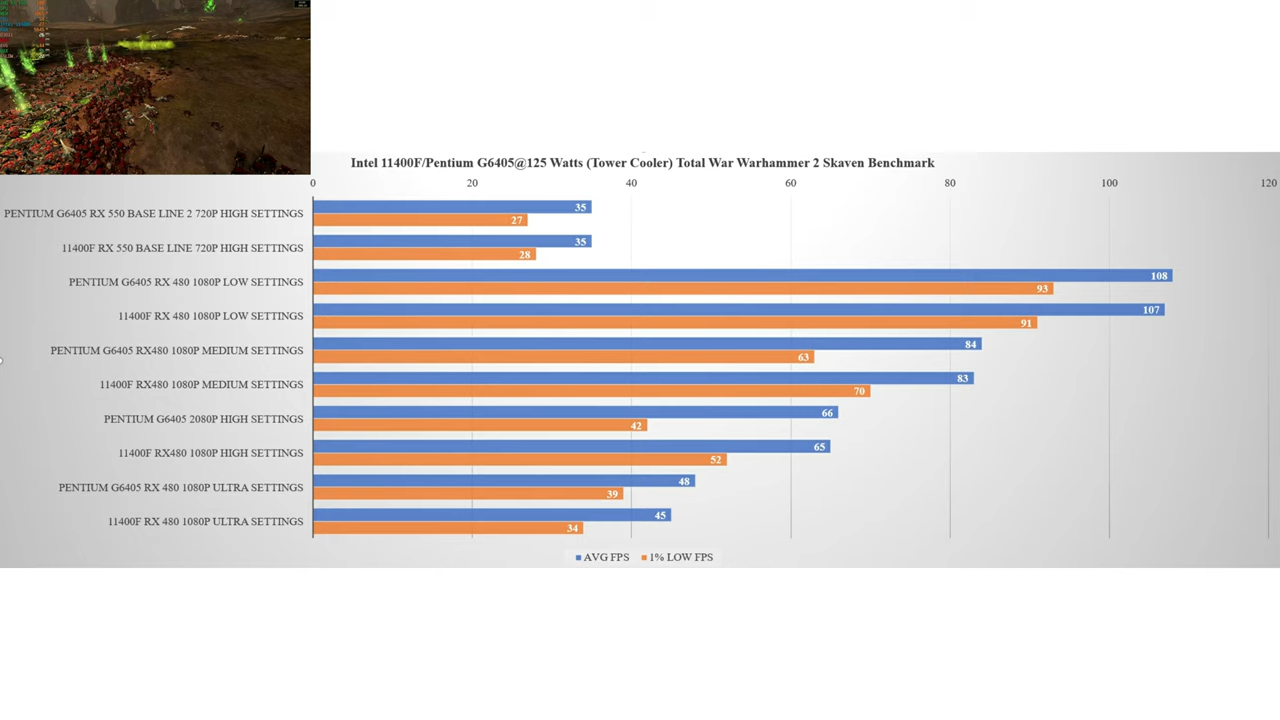 Intel 11400F/Pentium G6405@125 Watts (Tower Cooler) Total War Warhammer 2 Skaven Benchmark
0 20 40 60 80 100 120
PENTIUM G6405 RX 550 BASE LINE 2 720P HIGH SETTINGS 35 27
11400F RX 550 BASE LINE 720P HIGH SETTINGS 35 28
PENTIUM G6405 RX 480 1080P LOW SETTINGS 108 93
11400F RX 480 1080P LOW SETTINGS 107 91
PENTIUM G6405 RX480 1080P MEDIUM SETTINGS 84 63
11400F RX480 1080P MEDIUM SETTINGS 83 70
PENTIUM G6405 2080P HIGH SETTINGS 66 42
11400F RX480 1080P HIGH SETTINGS 65 52
PENTIUM G6405 RX 480 1080P ULTRA SETTINGS 48 39
11400F RX 480 1080P ULTRA SETTINGS 45 34
AVG FPS 1% LOW FPS